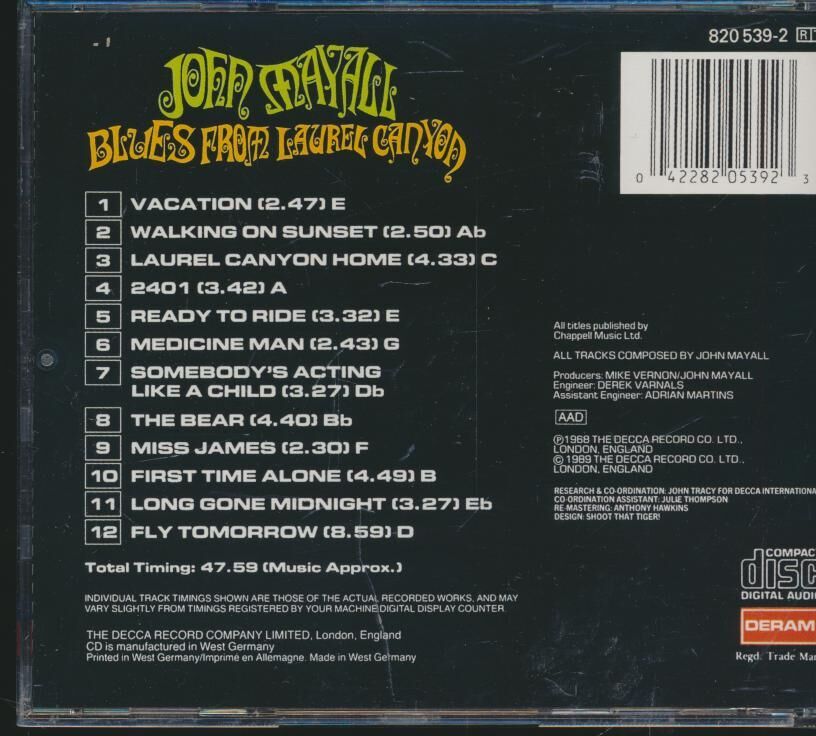 820 539-2
JOHN MAYALL
BLUES FROM LAUREL CANYON
0 42282 05392 3
1 VACATION (2.47) E
2 WALKING ON SUNSET (2.50) Ab
3 LAUREL CANYON HOME (4.33) C
4 2401 (3.42) A
5 READY TO RIDE (3.32) E
6 MEDICINE MAN (2.43) G
7 SOMEBODY'S ACTING
LIKE A CHILD (3.27) Db
8 THE BEAR (4.40) Bb
9 MISS JAMES (2.30) F
10 FIRST TIME ALONE (4.49) B
11 LONG GONE MIDNIGHT (3.27) Eb
12 FLY TOMORROW (8.59) D
Total Timing: 47.59 (Music Approx.)
INDIVIDUAL TRACK TIMINGS SHOWN ARE THOSE OF THE ACTUAL RECORDED WORKS, AND MAY
VARY SLIGHTLY FROM TIMINGS REGISTERED BY YOUR MACHINE DIGITAL DISPLAY COUNTER.
THE DECCA RECORD COMPANY LIMITED, London, England
CD is manufactured in West Germany
Printed in West Germany/Imprimé en Allemagne. Made in West Germany
All titles published by
Chappell Music Ltd.
ALL TRACKS COMPOSED BY JOHN MAYALL
Producers: MIKE VERNON/JOHN MAYALL
Engineer: DEREK VARNALS
Assistant Engineer: ADRIAN MARTINS
AAD
℗1968 THE DECCA RECORD CO. LTD.,
LONDON, ENGLAND
© 1989 THE DECCA RECORD CO. LTD.,
LONDON, ENGLAND
RESEARCH & CO-ORDINATION: JOHN TRACY FOR DECCA INTERNATIONA
CO-ORDINATION ASSISTANT: JULIE THOMPSON
RE-MASTERING: ANTHONY HAWKINS
DESIGN: SHOOT THAT TIGER!
COMPAC
disc
DIGITAL AUDI
DERAM
Regd. Trade Mar